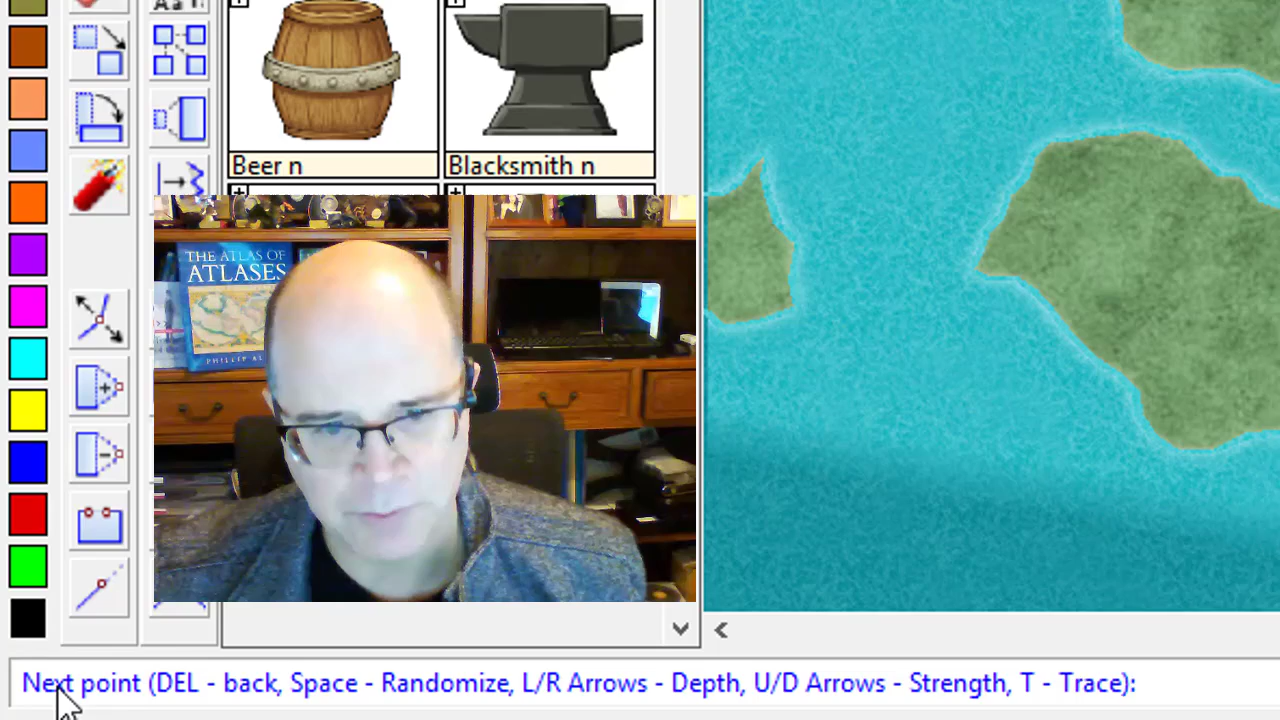 Beer n
Blacksmith n
THE ATLAS OF
ATLASES
Next point (DEL - back, Space - Randomize, L/R Arrows - Depth, U/D Arrows - Strength, T - Trace):